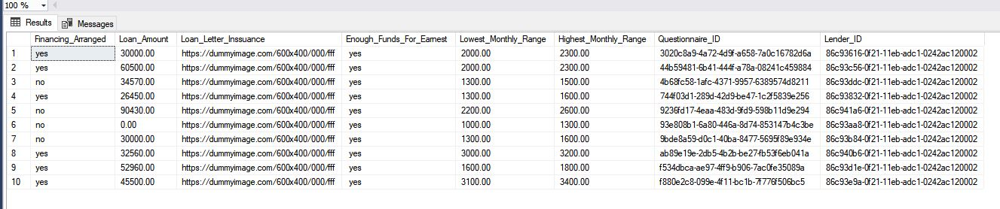 100 %
Results Messages
Financing_Arranged Loan_Amount Loan_Letter_Inssuance Enough_Funds_For_Earnest Lowest_Monthly_Range Highest_Monthly_Range Questionnaire_ID Lender_ID
1 yes 30000.00 https://dummyimage.com/600x400/000/fff yes 2000.00 2300.00 3020c8a9-4a72-4d9f-a658-7a0c16782d6a 86c93616-0f21-11eb-adc1-0242ac120002
2 yes 60500.00 https://dummyimage.com/600x400/000/fff yes 2000.00 2300.00 44b59481-6b41-444f-a78a-08241c459884 86c93c56-0f21-11eb-adc1-0242ac120002
3 no 34570.00 https://dummyimage.com/600x400/000/fff yes 1300.00 1500.00 4b68fc58-1afc-4371-9957-6389574d8211 86c93ddc-0f21-11eb-adc1-0242ac120002
4 yes 26450.00 https://dummyimage.com/600x400/000/fff yes 1300.00 1600.00 744f03d1-289d-42d9-be47-1c2f5839e256 86c93832-0f21-11eb-adc1-0242ac120002
5 no 90430.00 https://dummyimage.com/600x400/000/fff yes 2200.00 2600.00 9236fd17-4eaa-483d-9fd9-598b11d9e294 86c941a6-0f21-11eb-adc1-0242ac120002
6 no 0.00 https://dummyimage.com/600x400/000/fff yes 1000.00 1300.00 93e808b1-6a80-446a-8d74-853147b4c3be 86c93aa8-0f21-11eb-adc1-0242ac120002
7 no 30000.00 https://dummyimage.com/600x400/000/fff yes 1300.00 1600.00 9bde8a59-d0c1-40ba-8477-5695f89e934e 86c93b84-0f21-11eb-adc1-0242ac120002
8 yes 32560.00 https://dummyimage.com/600x400/000/fff yes 3000.00 3200.00 ab89e19e-2db5-4b2b-be27-fb53f6eb041a 86c940b6-0f21-11eb-adc1-0242ac120002
9 yes 52960.00 https://dummyimage.com/600x400/000/fff yes 1600.00 1800.00 f534dbca-ae97-4ff9-b906-7ac0fe35089a 86c93d1e-0f21-11eb-adc1-0242ac120002
10 yes 45500.00 https://dummyimage.com/600x400/000/fff yes 3100.00 3400.00 f880e2c8-099e-4f11-bc1b-7f776f506bc5 86c93e9a-0f21-11eb-adc1-0242ac120002